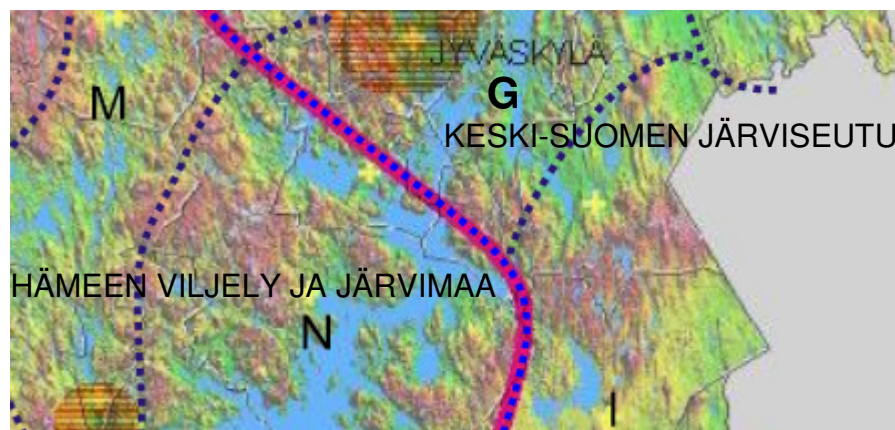 JYVÄSKYLÄ
M
G
KESKI-SUOMEN JÄRVISEUTU
HÄMEEN VILJELY JA JÄRVIMAA
N
I